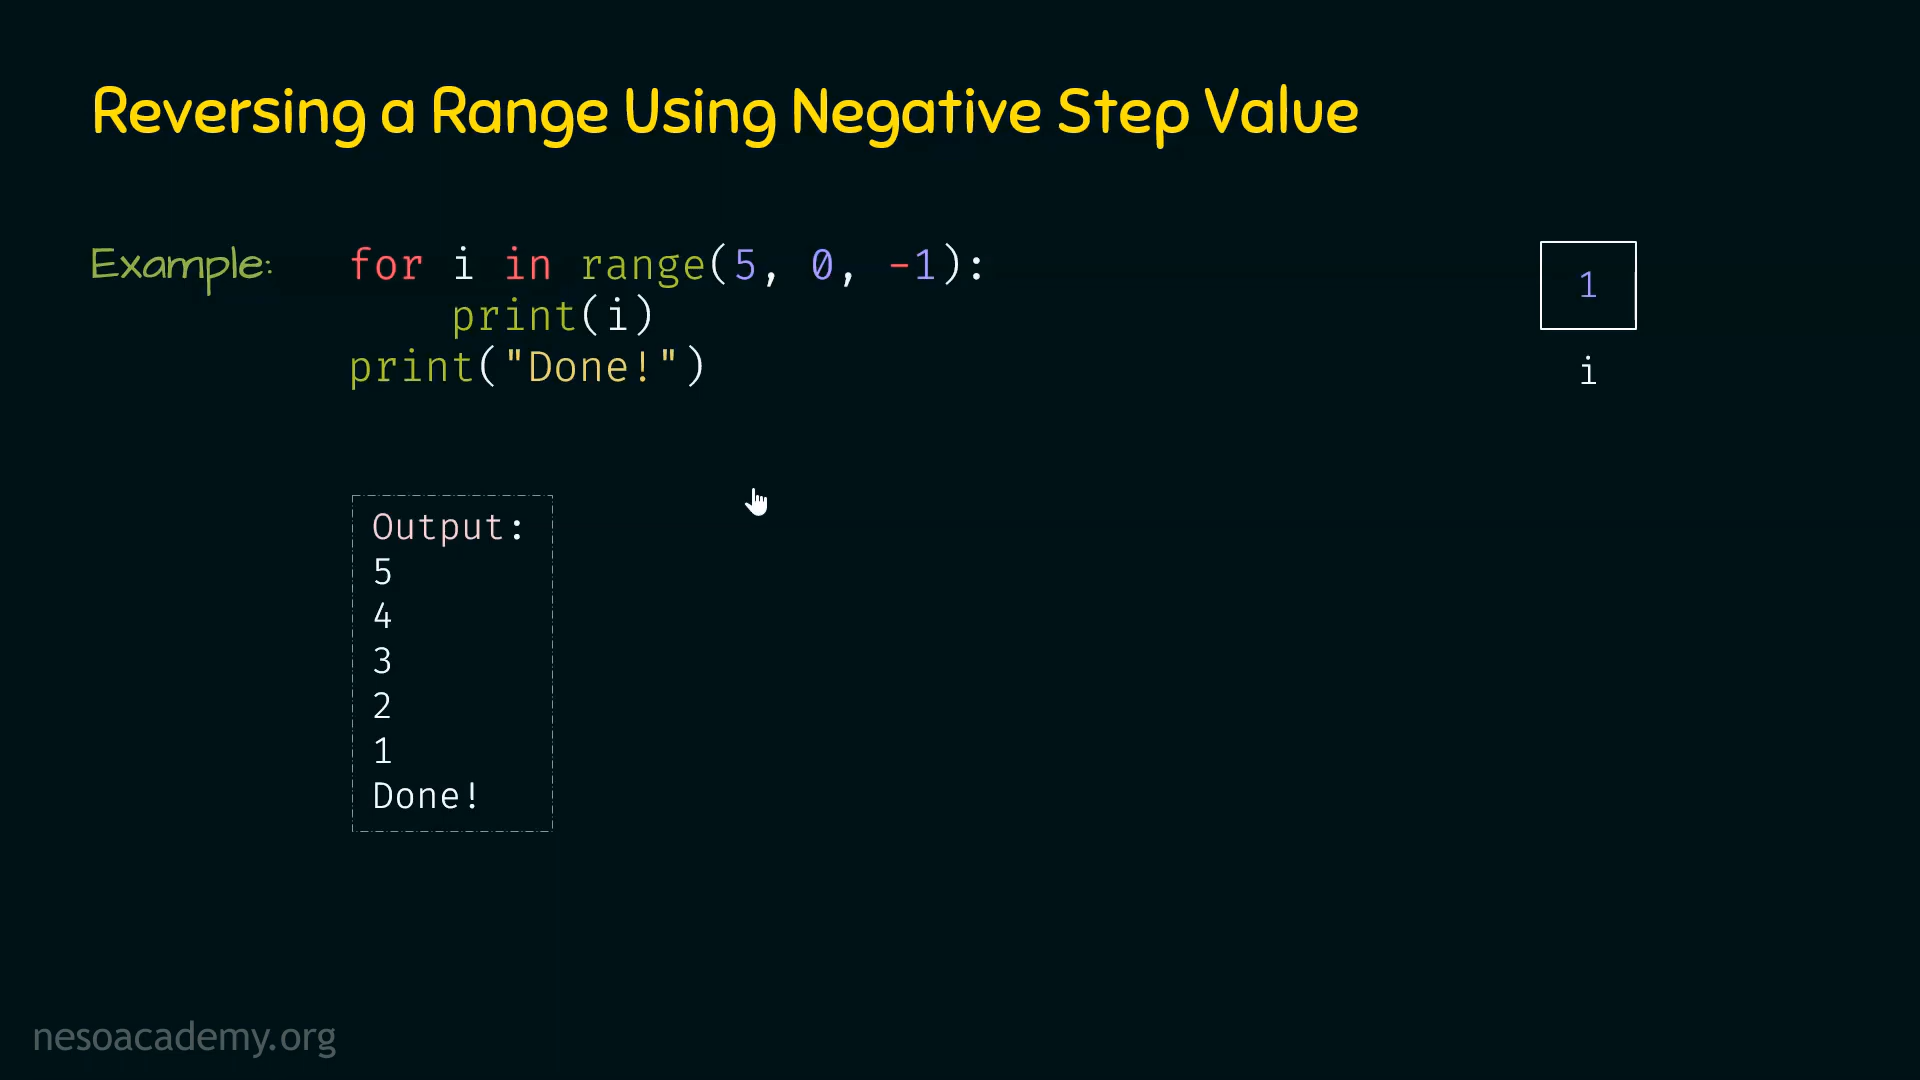 Reversing a Range Using Negative Step Value
Example:
for i in range(5, 0, -1):
    print(i)
print("Done!")
1
i
Output:
5
4
3
2
1
Done!
nesoacademy.org